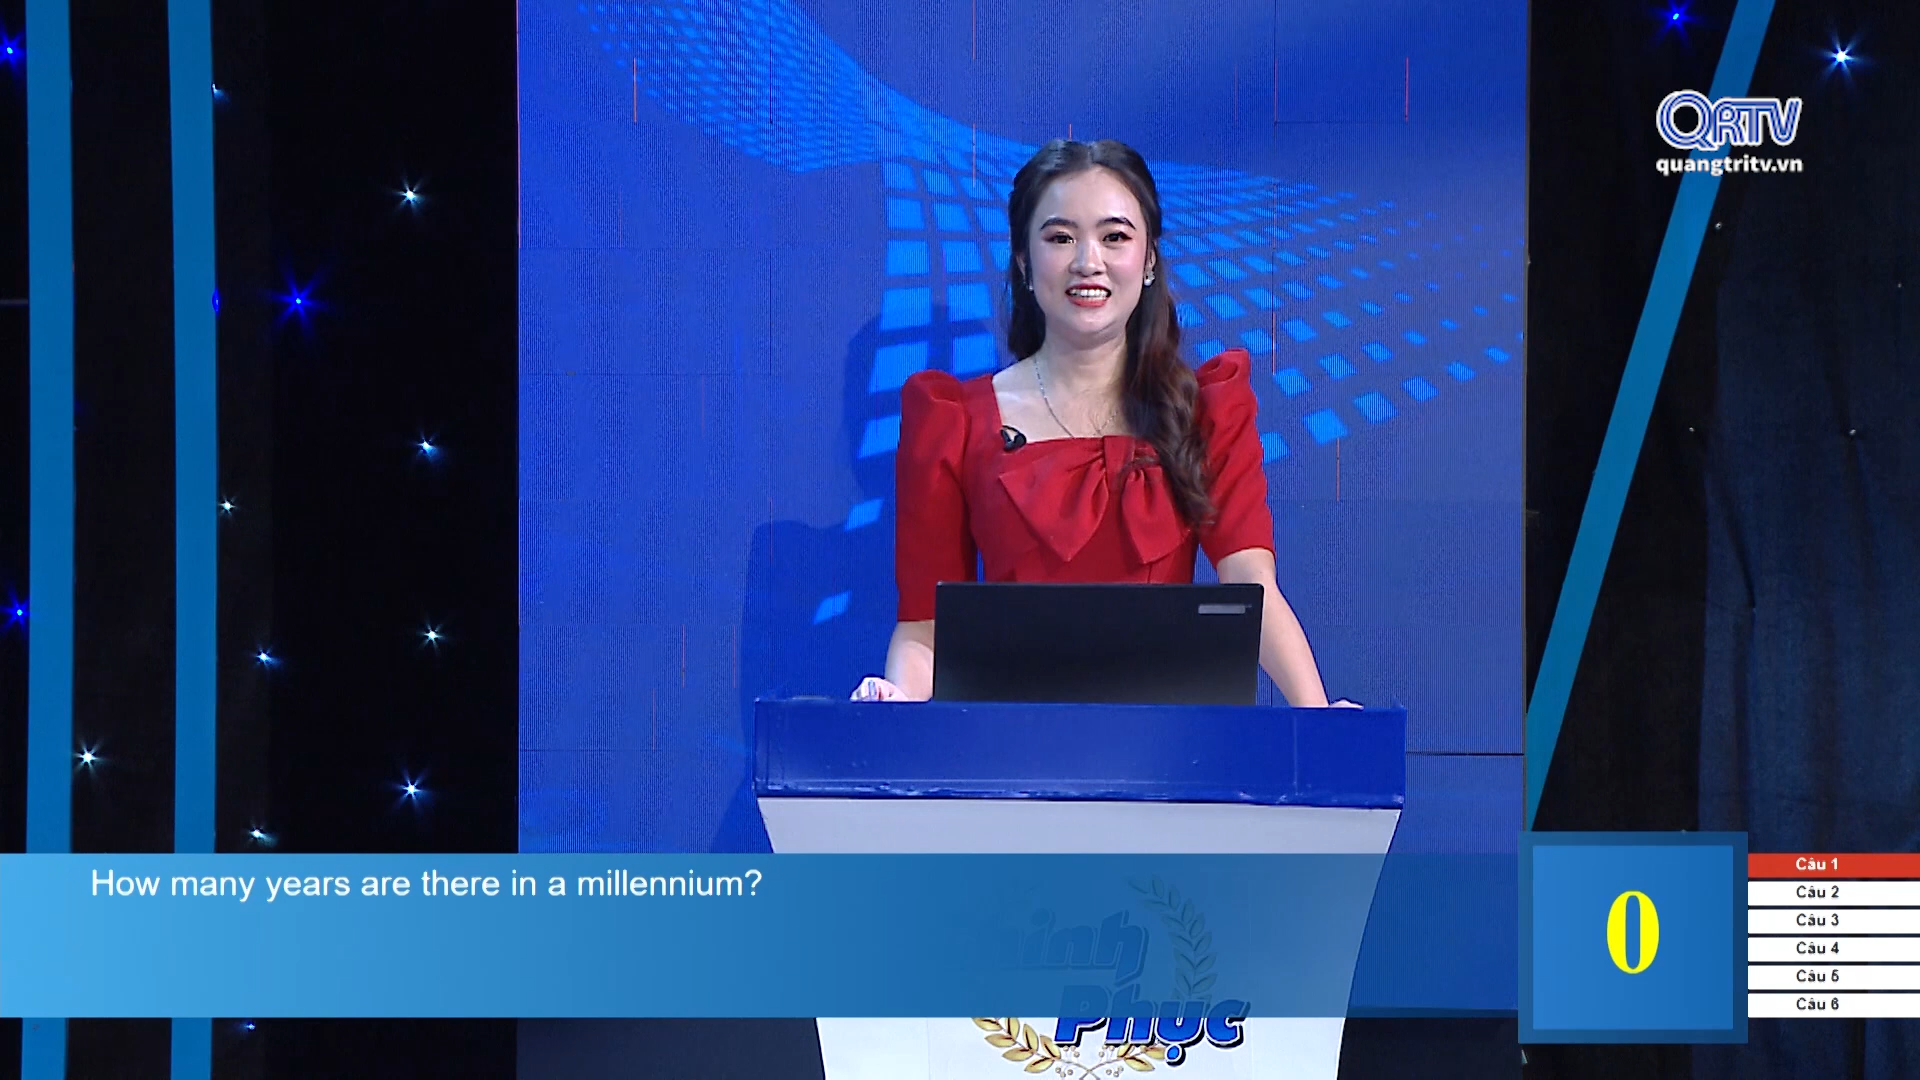 QRTV
quangtritv.vn
How many years are there in a millennium?
0
Câu 1
Câu 2
Câu 3
Câu 4
Câu 5
Câu 6
Phục